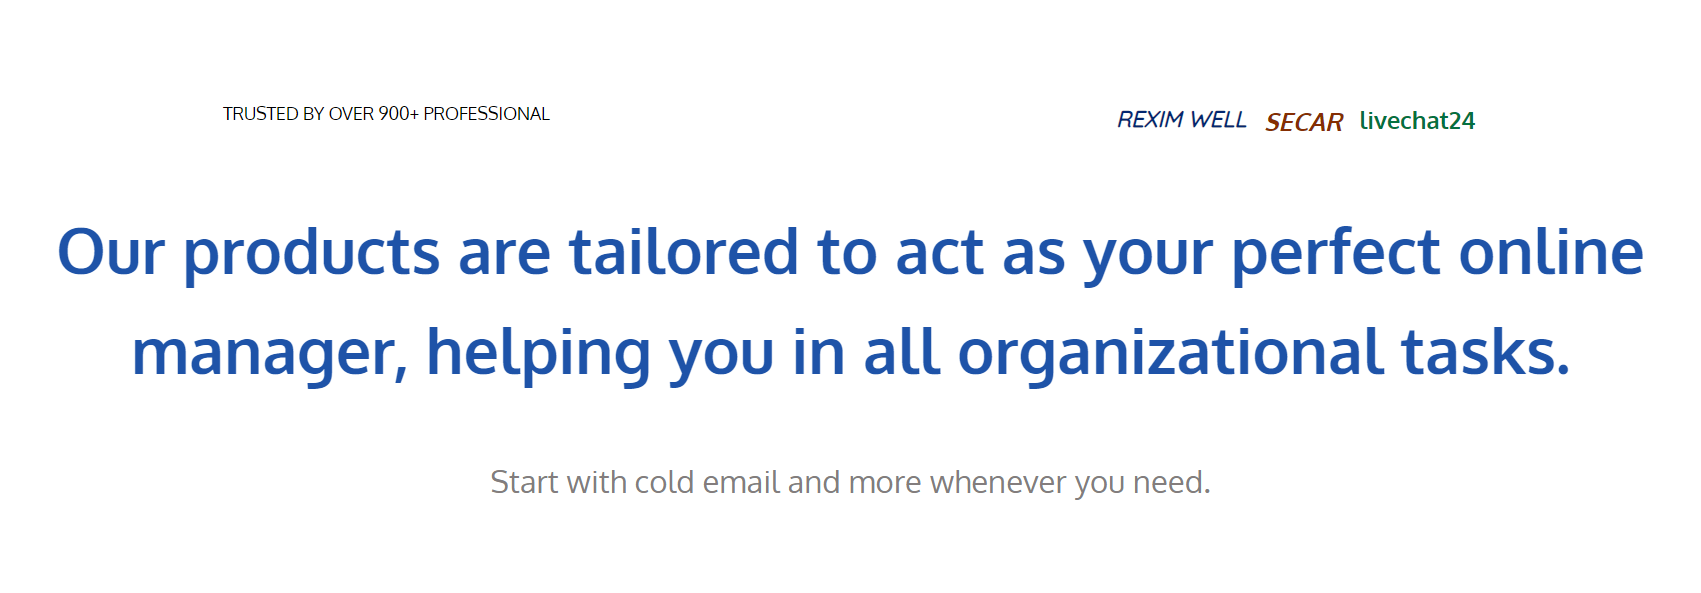 TRUSTED BY OVER 900+ PROFESSIONAL
REXIM WELL SECAR livechat24
Our products are tailored to act as your perfect online
manager, helping you in all organizational tasks.
Start with cold email and more whenever you need.